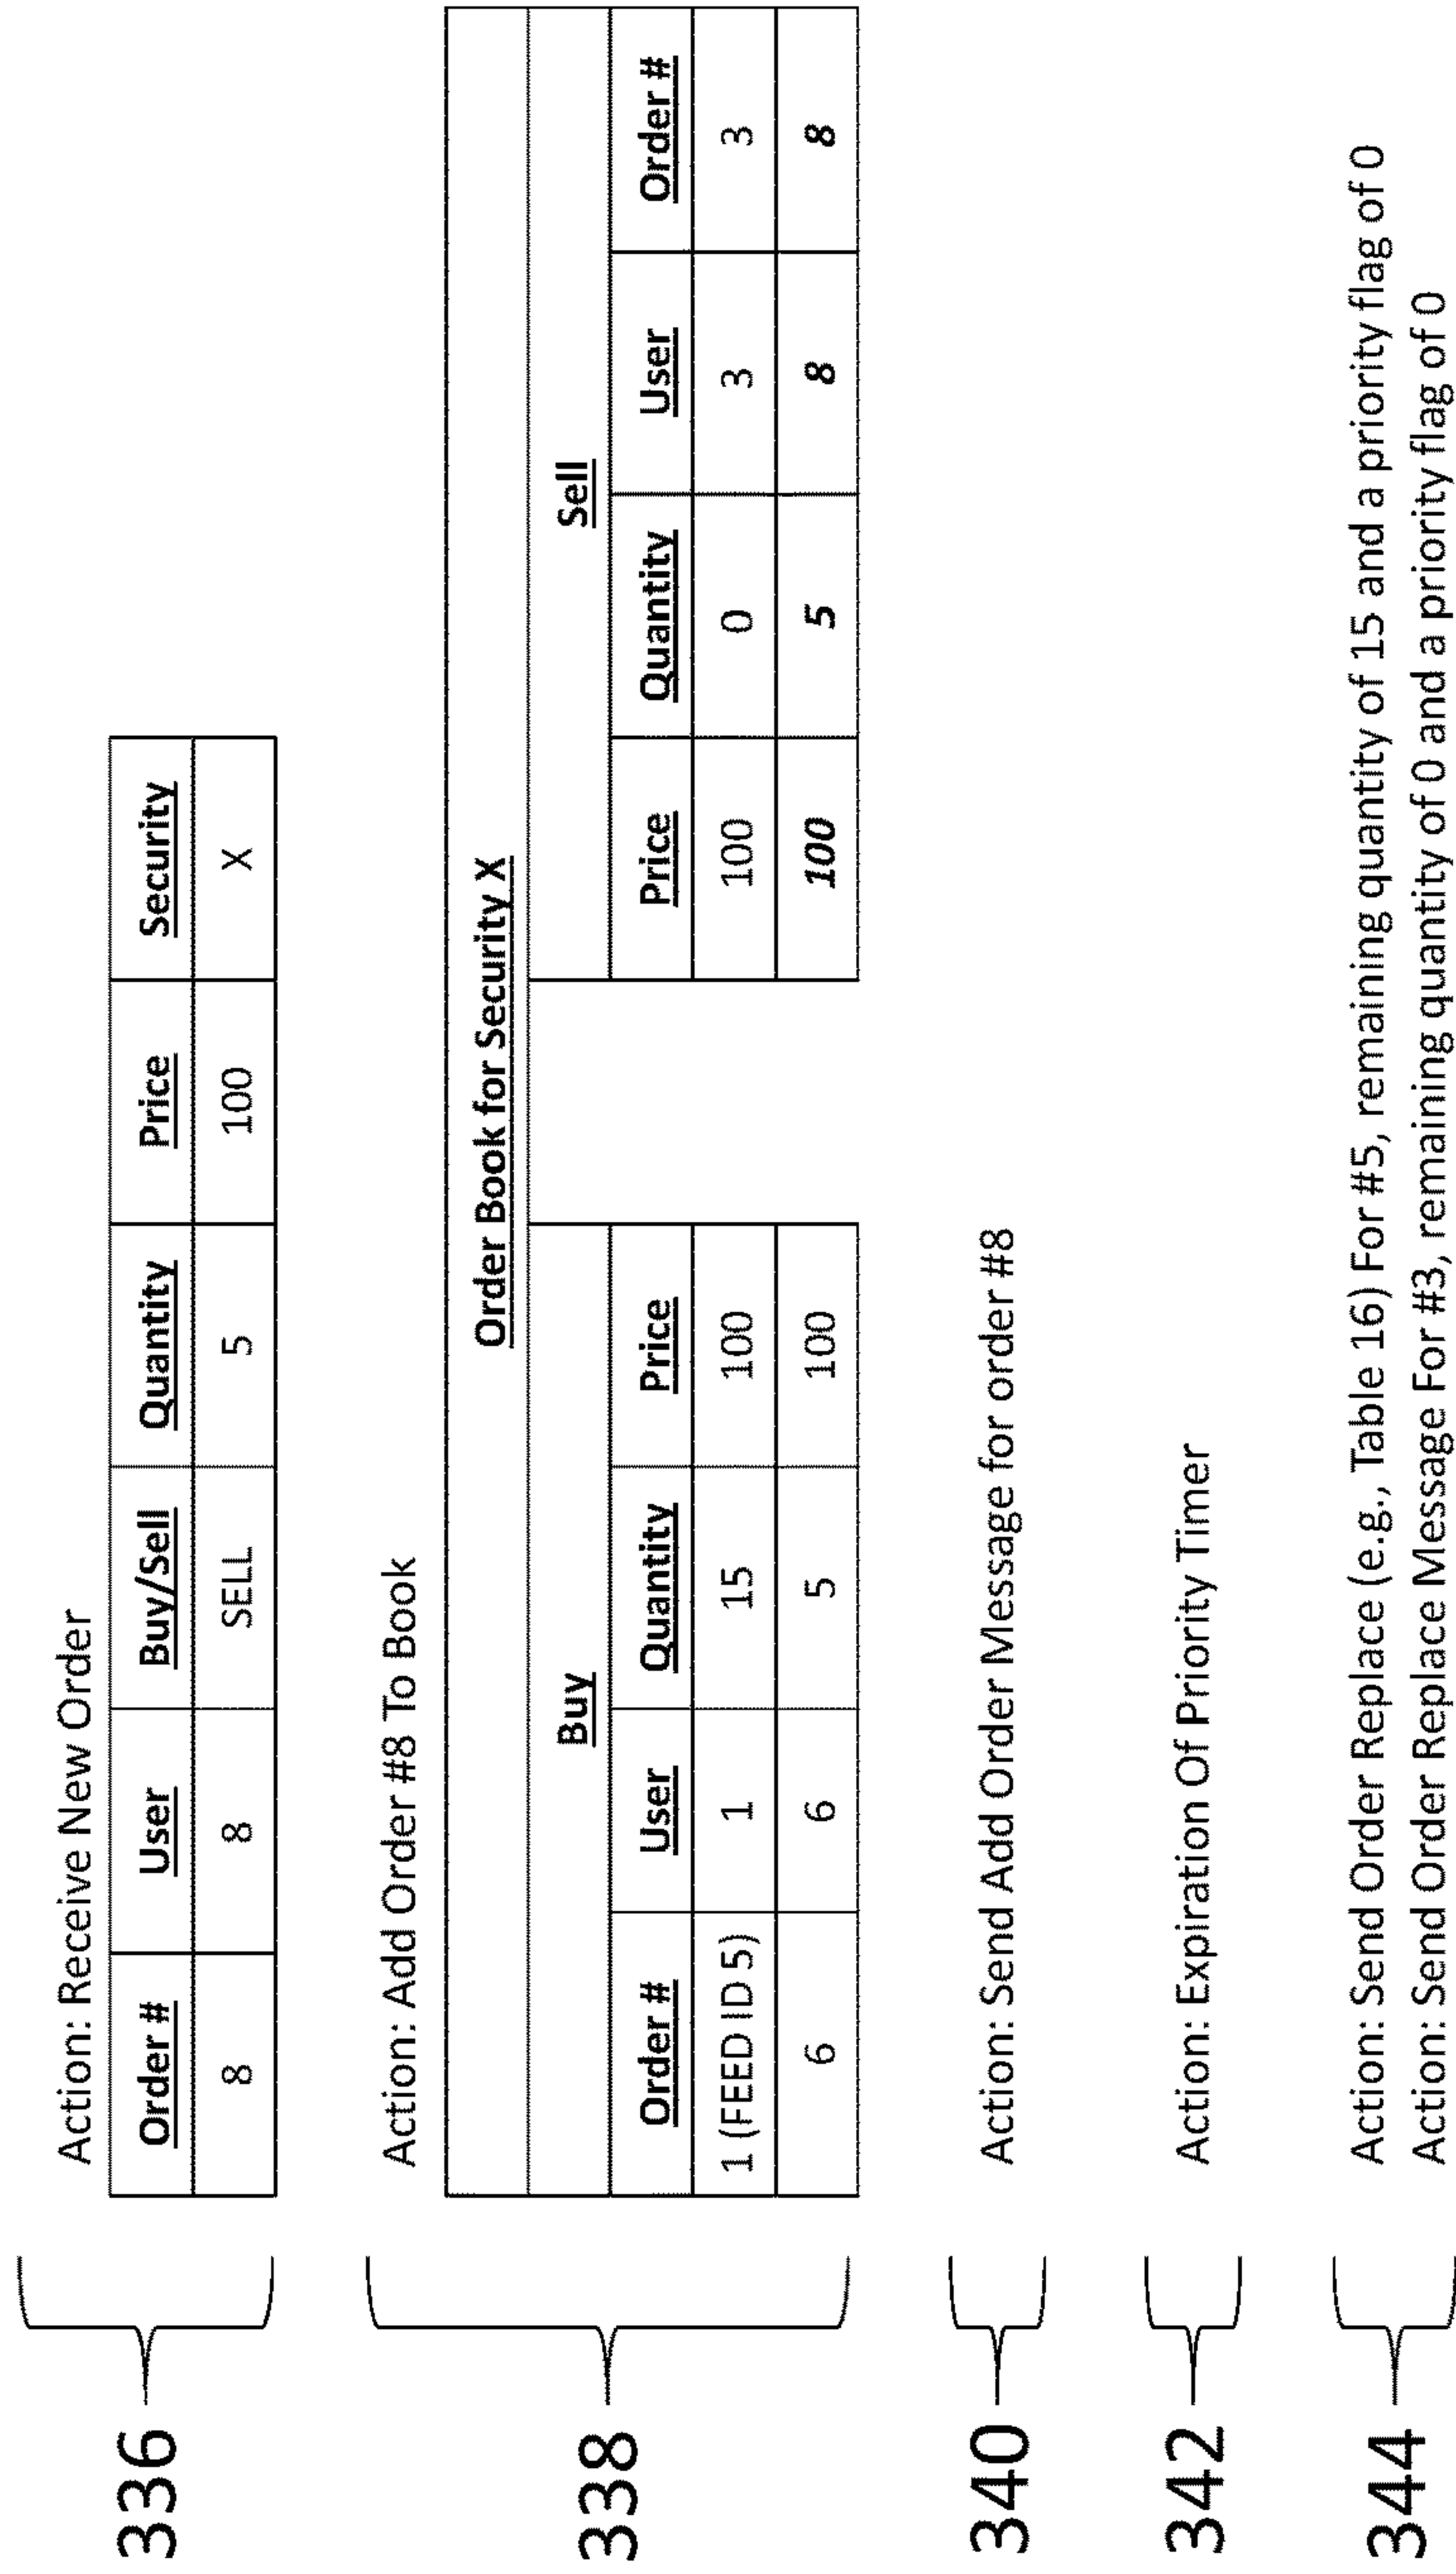 336
Action: Receive New Order
Order # User Buy/Sell Quantity Price Security
8 8 SELL 5 100 X
338
Action: Add Order #8 To Book
Order Book for Security X
Buy Sell
Order # User Quantity Price Price Quantity User Order #
1 (FEED ID 5) 1 15 100 100 0 3 3
6 6 5 100 100 5 8 8
340
Action: Send Add Order Message for order #8
342
Action: Expiration Of Priority Timer
344
Action: Send Order Replace (e.g., Table 16) For #5, remaining quantity of 15 and a priority flag of 0
Action: Send Order Replace Message For #3, remaining quantity of 0 and a priority flag of 0